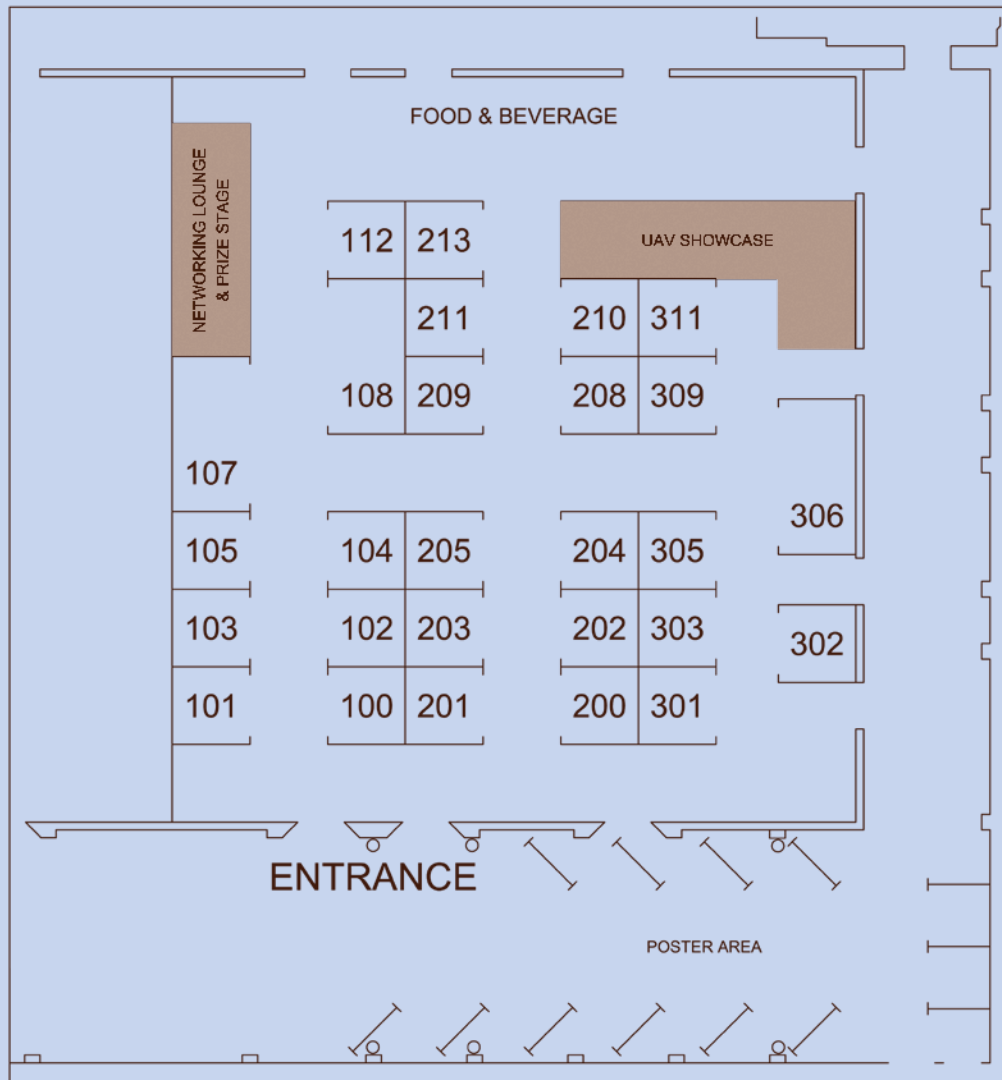 FOOD & BEVERAGE
NETWORKING LOUNGE
& PRIZE STAGE
UAV SHOWCASE
112 213
211 210 311
108 209 208 309
107
306
105 104 205 204 305
103 102 203 202 303
302
101 100 201 200 301
ENTRANCE
POSTER AREA